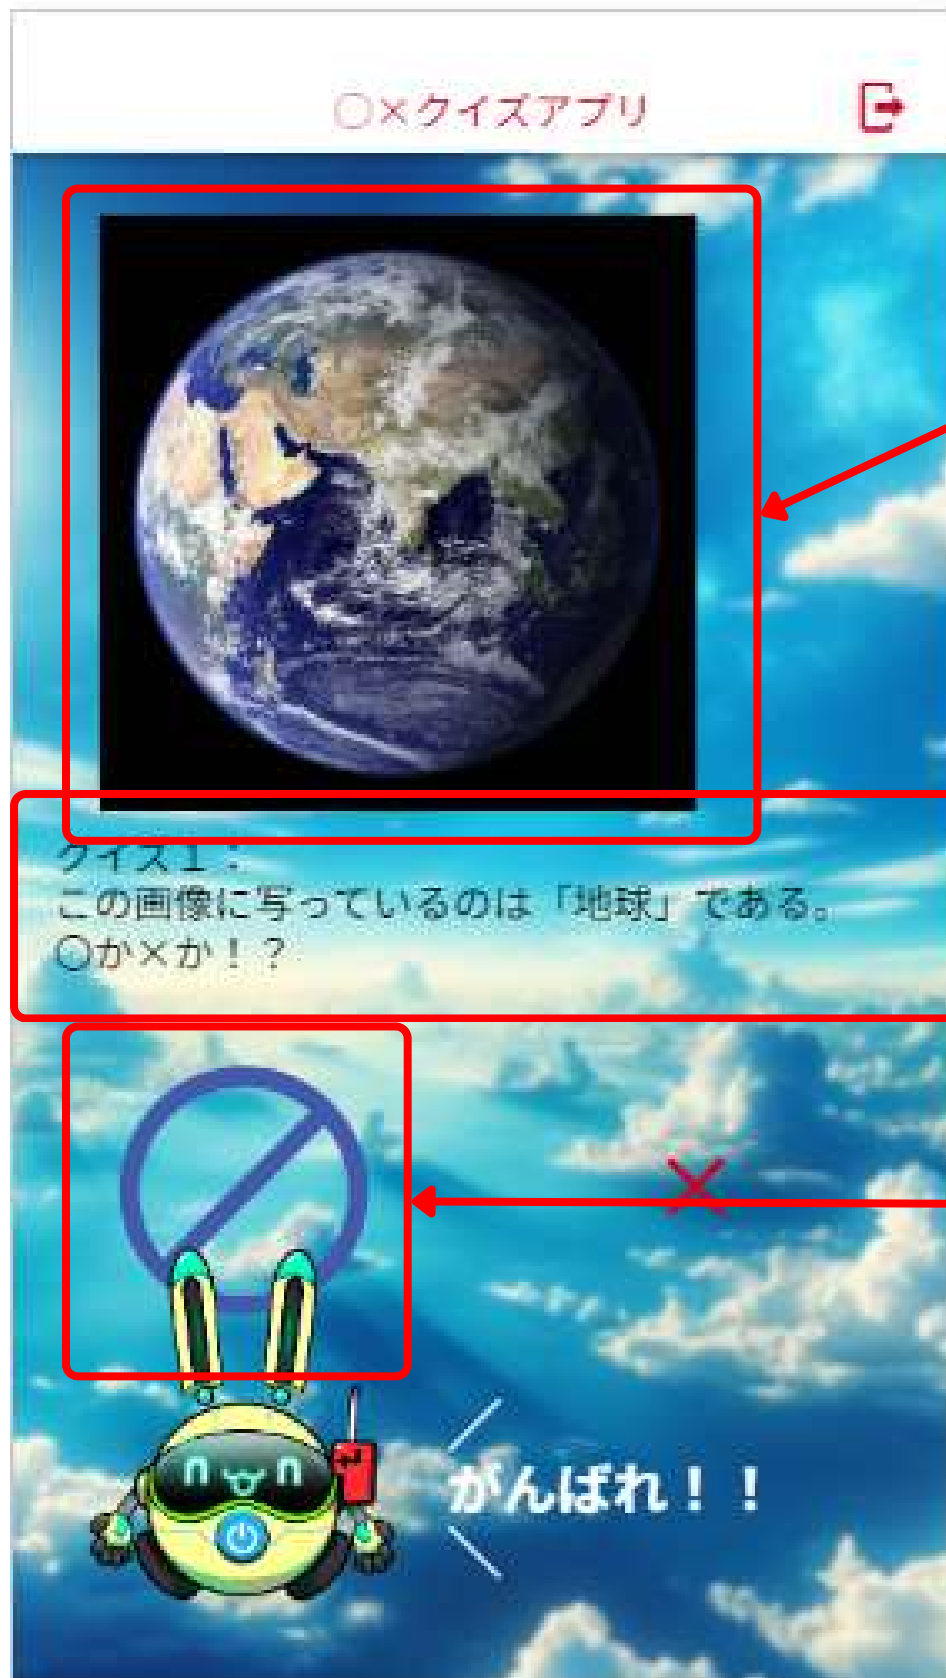 ○×クイズアプリ
クイズ1：
この画像に写っているのは「地球」である。
○か×か！？
×
がんばれ！！